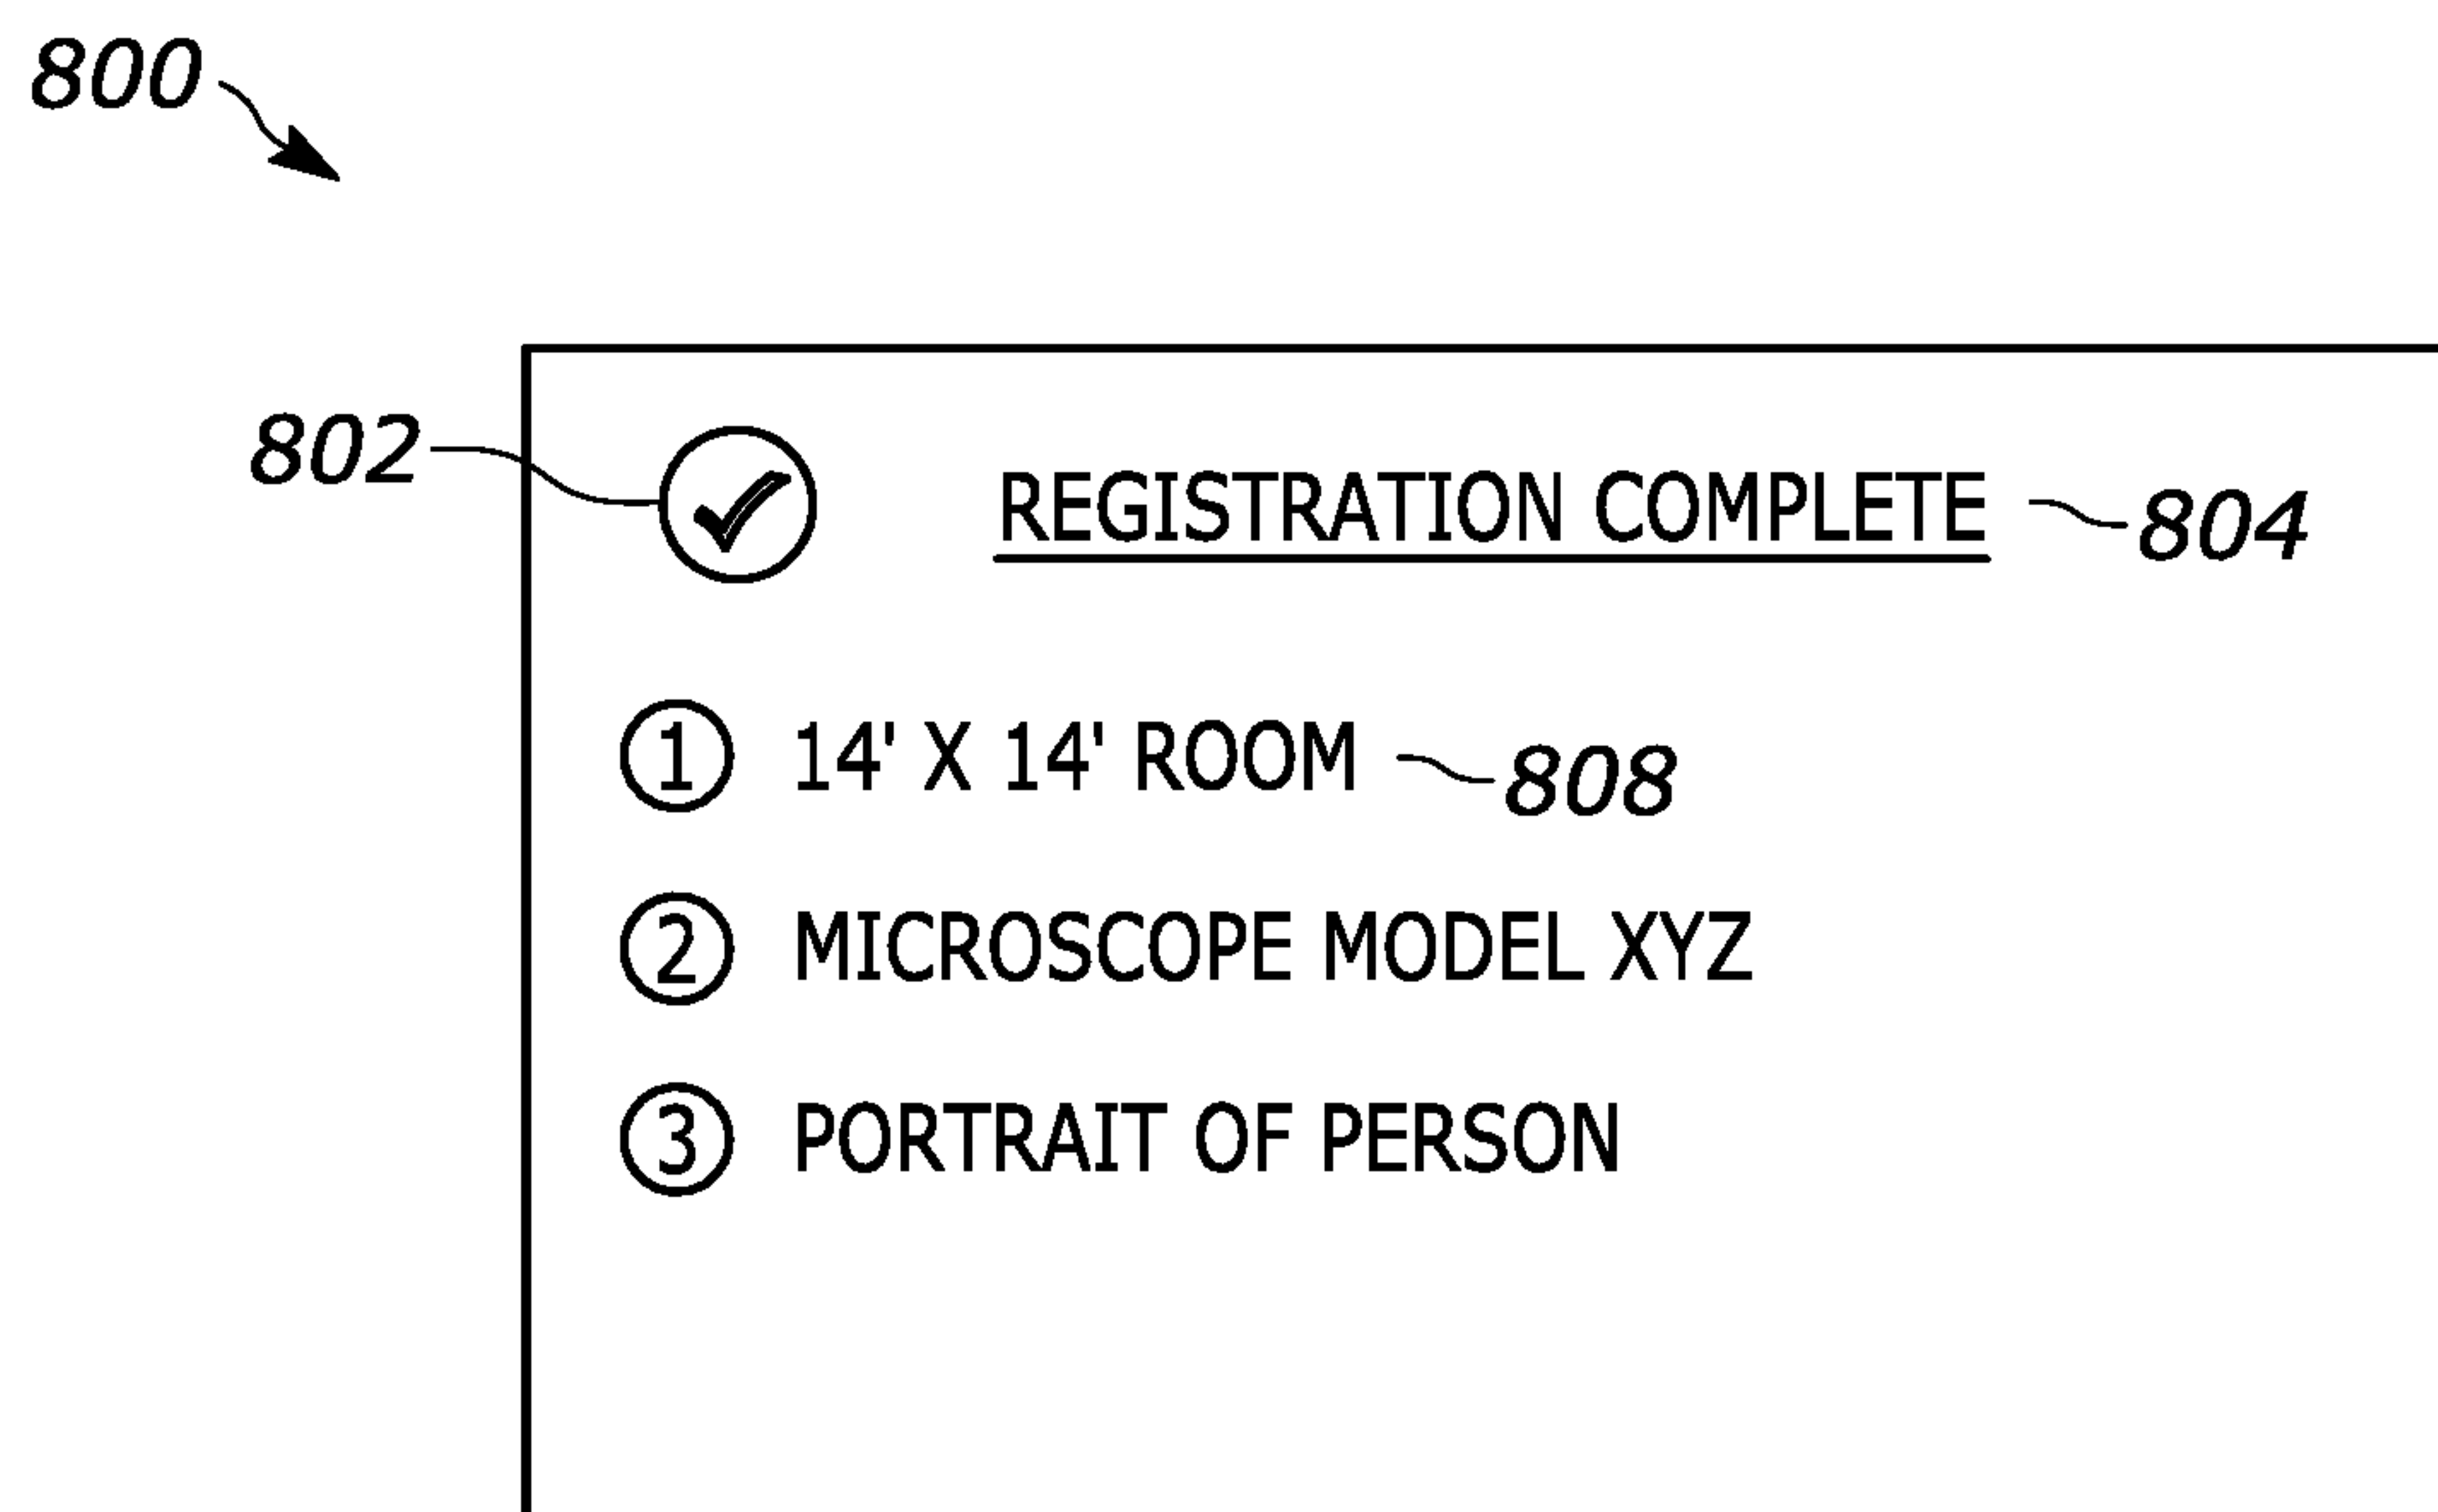 800
802 REGISTRATION COMPLETE 804
1 14' X 14' ROOM 808
2 MICROSCOPE MODEL XYZ
3 PORTRAIT OF PERSON